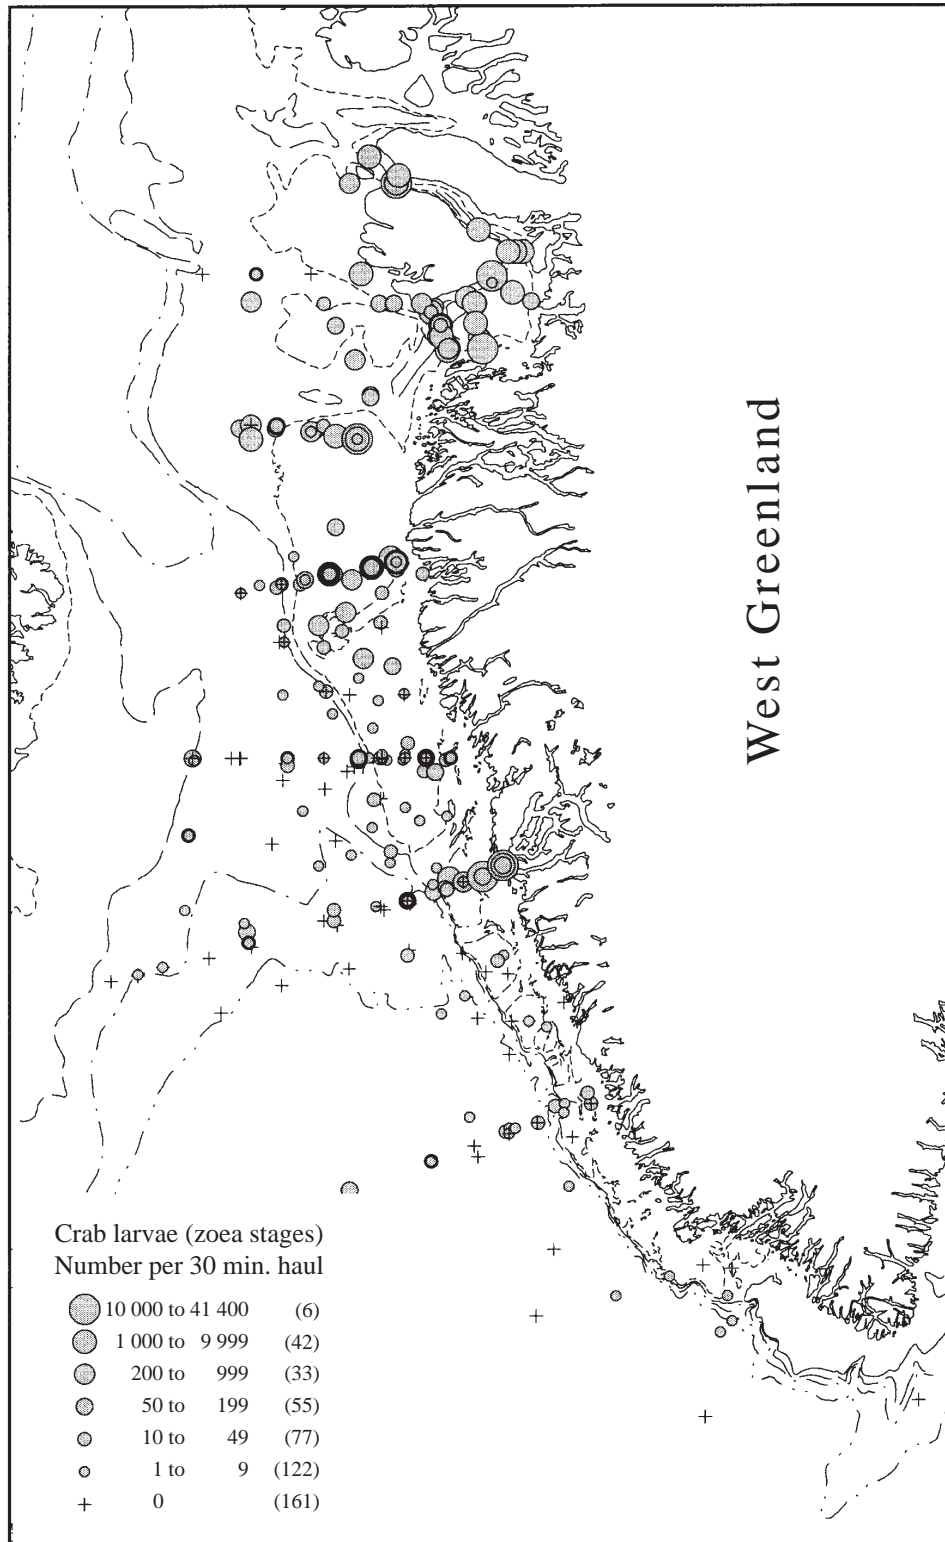 West Greenland
Crab larvae (zoea stages)
Number per 30 min. haul
10 000 to 41 400 (6)
1 000 to 9 999 (42)
200 to 999 (33)
50 to 199 (55)
10 to 49 (77)
1 to 9 (122)
0 (161)